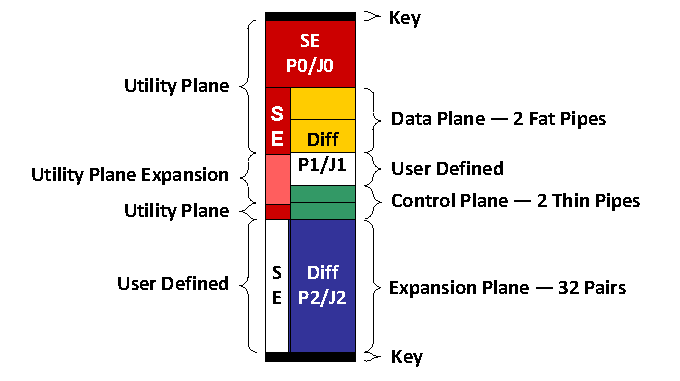 Key
SE
P0/J0
Utility Plane
S
E
Diff
Data Plane — 2 Fat Pipes
P1/J1
User Defined
Utility Plane Expansion
Control Plane — 2 Thin Pipes
Utility Plane
S
E
Diff
P2/J2
User Defined
Expansion Plane — 32 Pairs
Key